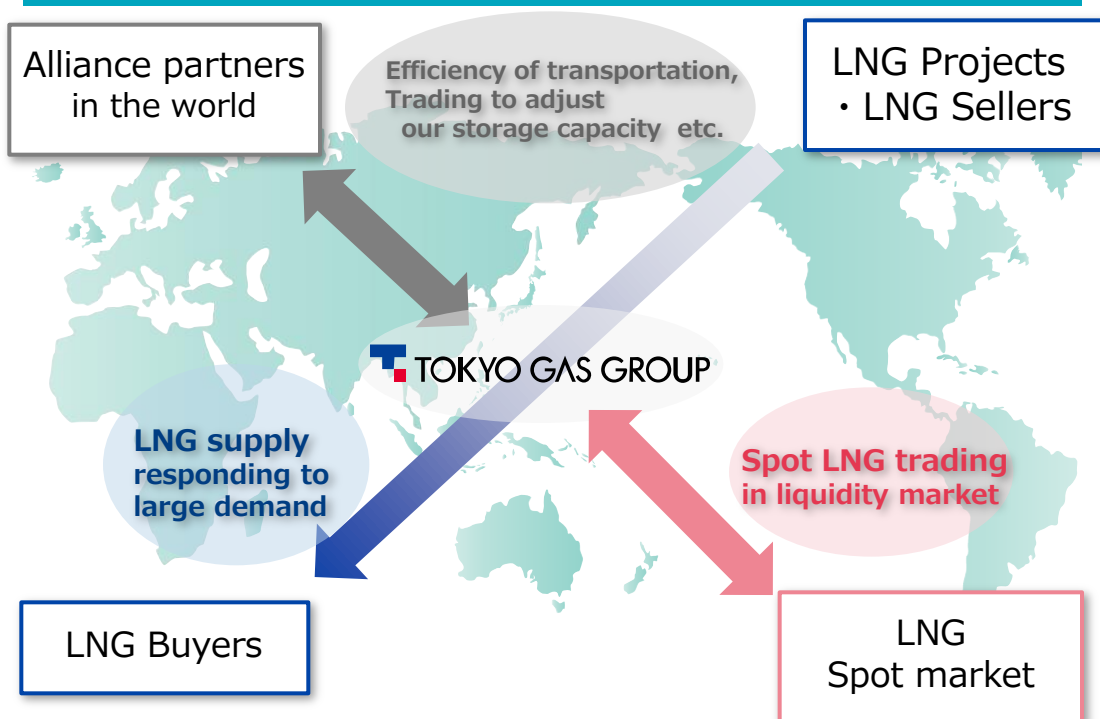 Alliance partners
in the world
Efficiency of transportation,
Trading to adjust
our storage capacity etc.
LNG Projects
・LNG Sellers
TOKYO GAS GROUP
LNG supply
responding to
large demand
Spot LNG trading
in liquidity market
LNG Buyers
LNG
Spot market